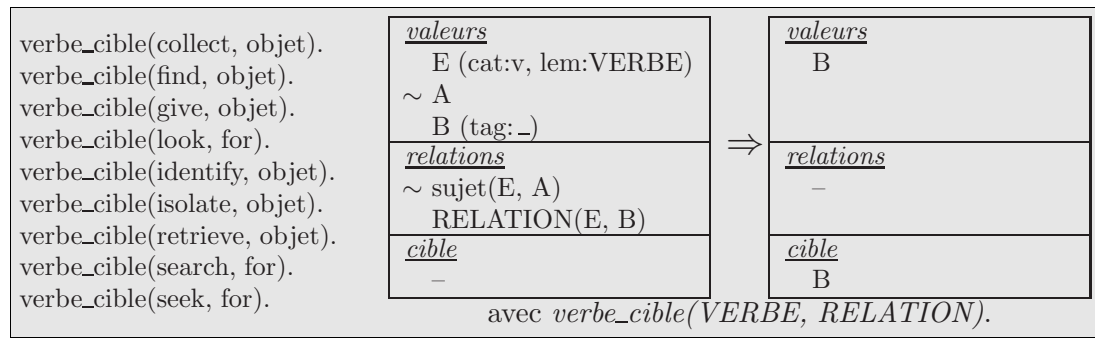 verbe_cible(collect, objet).
verbe_cible(find, objet).
verbe_cible(give, objet).
verbe_cible(look, for).
verbe_cible(identify, objet).
verbe_cible(isolate, objet).
verbe_cible(retrieve, objet).
verbe_cible(search, for).
verbe_cible(seek, for).
valeurs
E (cat:v, lem:VERBE)
∼ A
B (tag: _)
relations
∼ sujet(E, A)
RELATION(E, B)
cible
–
⇒
valeurs
B
relations
–
cible
B
avec verbe_cible(VERBE, RELATION).